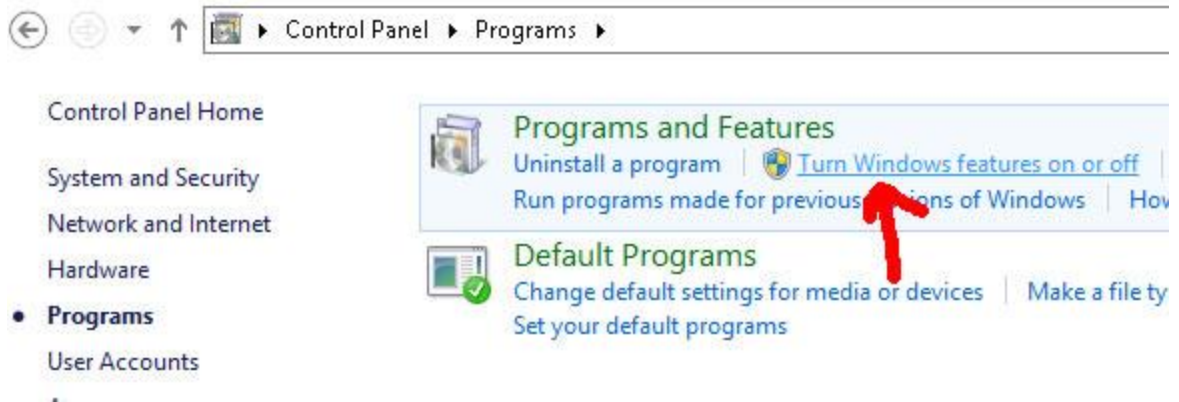 Control Panel ▸ Programs ▸
Control Panel Home
System and Security
Network and Internet
Hardware
Programs
User Accounts
Programs and Features
Uninstall a program
Turn Windows features on or off
Run programs made for previous of Windows
Default Programs
Change default settings for media or devices
Make a file
Set your default programs